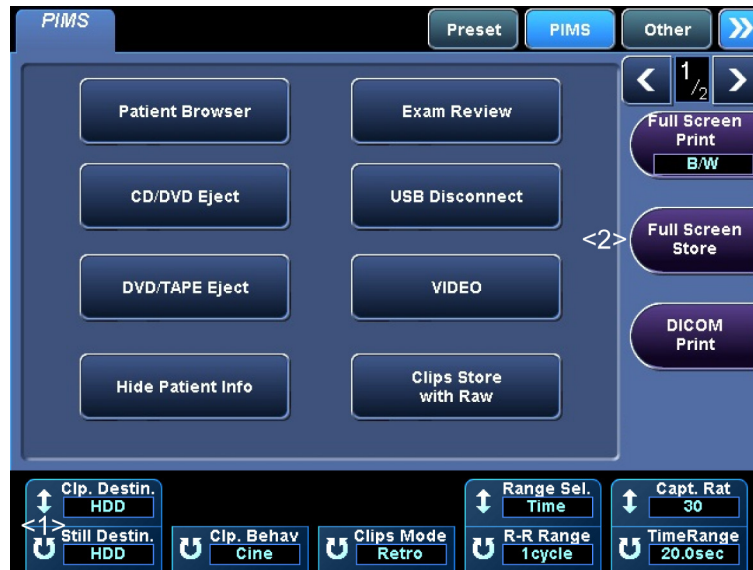 PIMS
Preset
PIMS
Other
1/2
Patient Browser
Exam Review
Full Screen
Print
B/W
CD/DVD Eject
USB Disconnect
<2>
Full Screen
Store
DVD/TAPE Eject
VIDEO
DICOM
Print
Hide Patient Info
Clips Store
with Raw
Clp. Destin.
HDD
Range Sel.
Time
Capt. Rat
30
<1>
Still Destin.
HDD
Clp. Behav
Cine
Clips Mode
Retro
R-R Range
1cycle
TimeRange
20.0sec